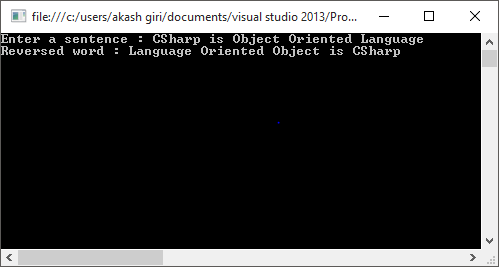 file:///c:/users/akash giri/documents/visual studio 2013/Pro...
Enter a sentence : CSharp is Object Oriented Language
Reversed word : Language Oriented Object is CSharp